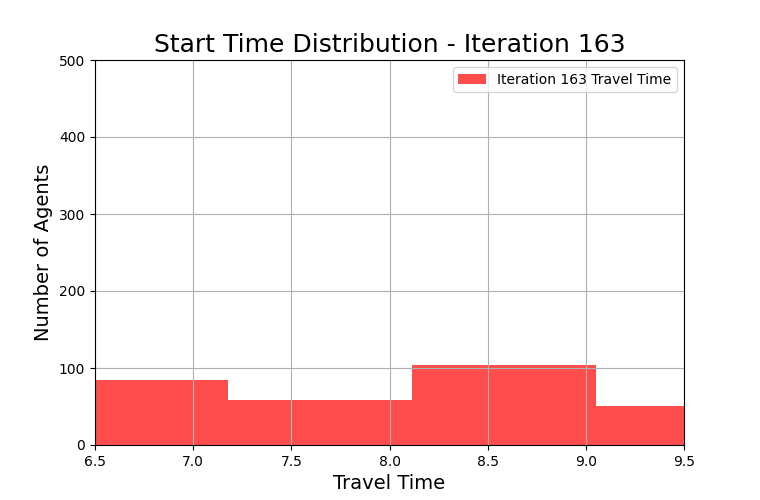 Start Time Distribution - Iteration 163
Iteration 163 Travel Time
Number of Agents
500
400
300
200
100
0
6.5 7.0 7.5 8.0 8.5 9.0 9.5
Travel Time